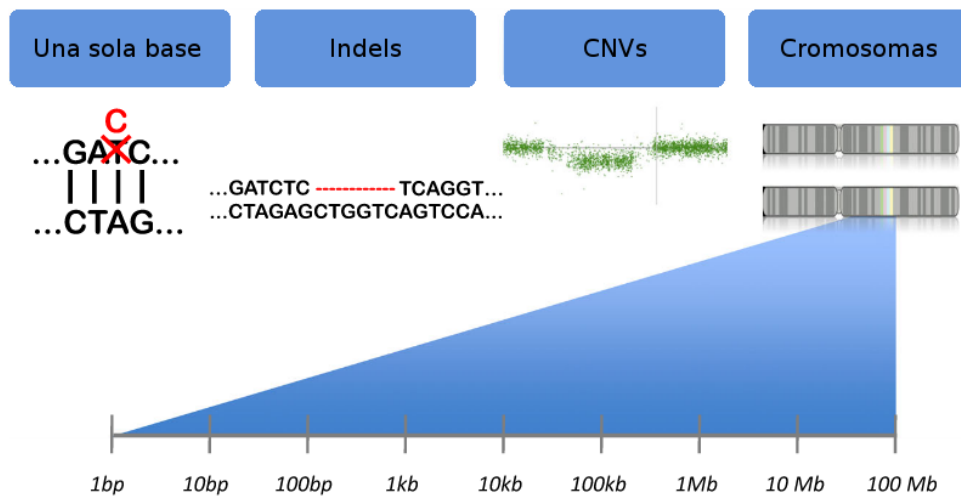 Una sola base
Indels
CNVs
Cromosomas
C
...GATC...
...CTAG...
...GATCTC ------------ TCAGGT...
...CTAGAGCTGGTCAGTCCA...
1bp
10bp
100bp
1kb
10kb
100kb
1Mb
10 Mb
100 Mb